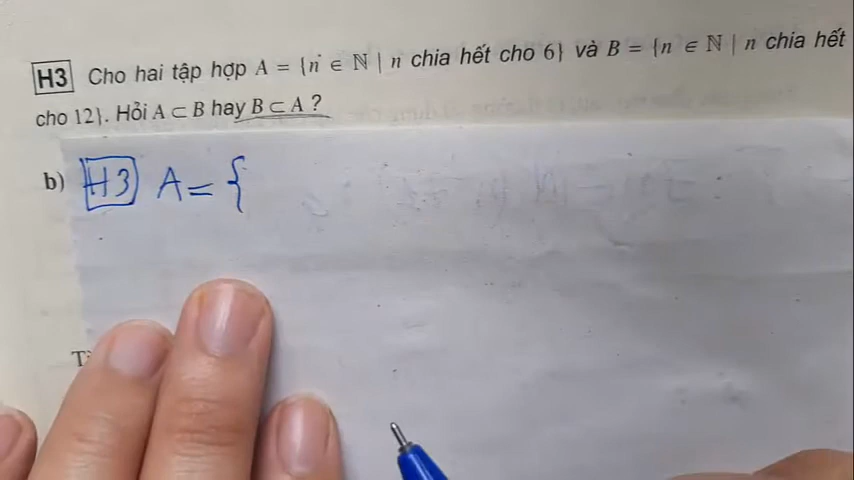 H3 Cho hai tập hợp A = {n ∈ ℕ | n chia hết cho 6} và B = {n ∈ ℕ | n chia hết
cho 12}. Hỏi A ⊂ B hay B ⊂ A ?
b) H3 A = {